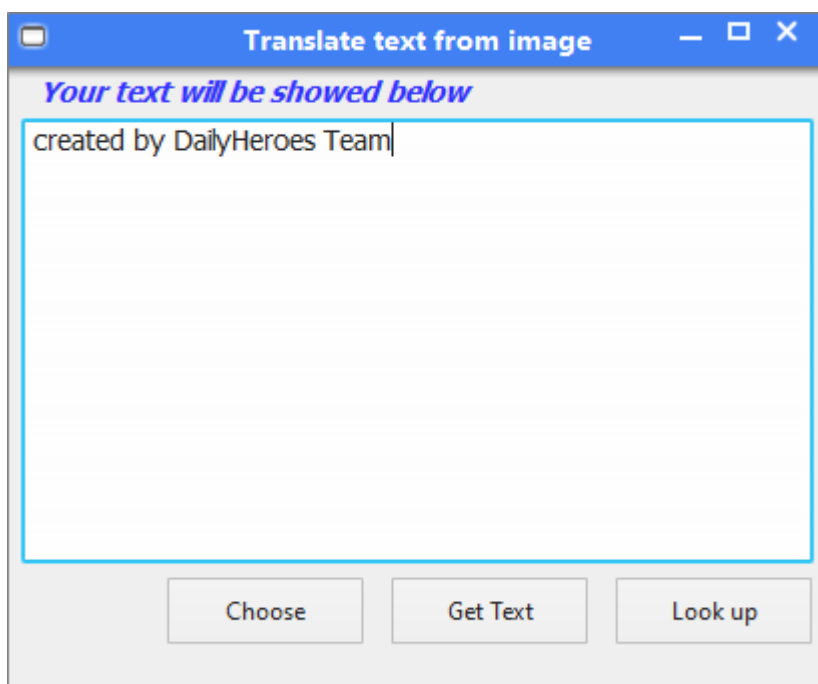 Translate text from image
Your text will be showed below
created by DailyHeroes Team
Choose Get Text Look up